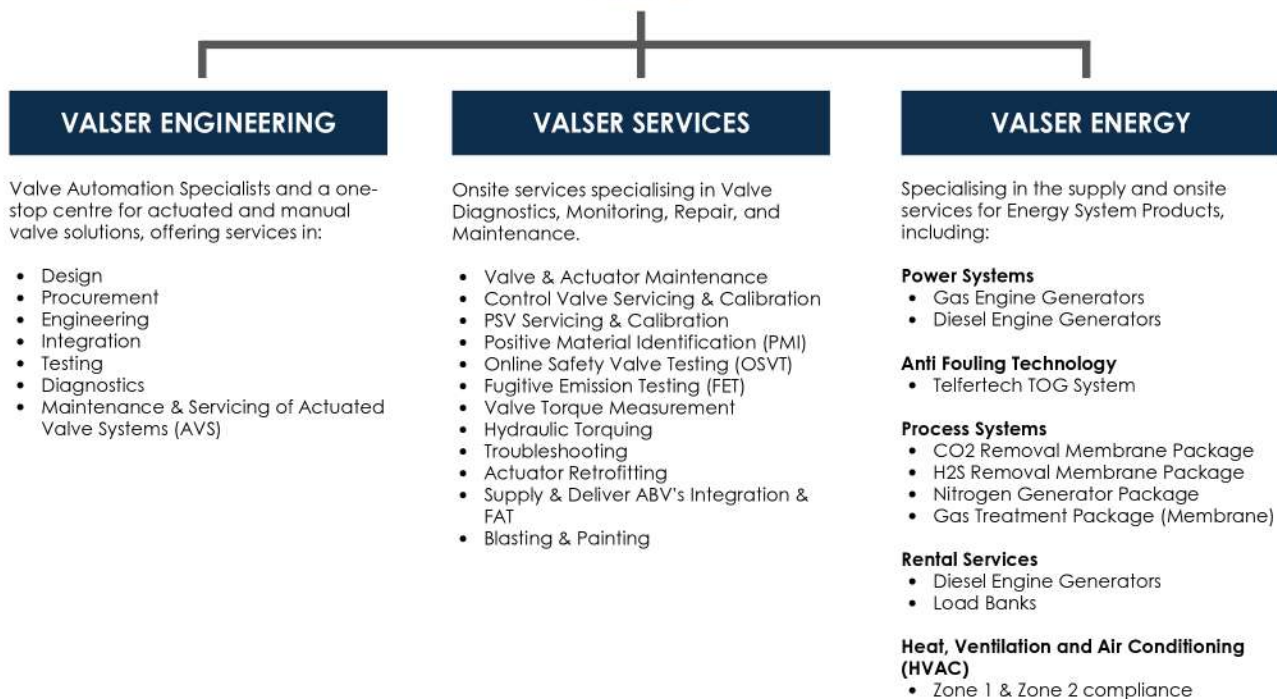 VALSER ENGINEERING
Valve Automation Specialists and a one-
stop centre for actuated and manual
valve solutions, offering services in:
• Design
• Procurement
• Engineering
• Integration
• Testing
• Diagnostics
• Maintenance & Servicing of Actuated
Valve Systems (AVS)
VALSER SERVICES
Onsite services specialising in Valve
Diagnostics, Monitoring, Repair, and
Maintenance.
• Valve & Actuator Maintenance
• Control Valve Servicing & Calibration
• PSV Servicing & Calibration
• Positive Material Identification (PMI)
• Online Safety Valve Testing (OSVT)
• Fugitive Emission Testing (FET)
• Valve Torque Measurement
• Hydraulic Torquing
• Troubleshooting
• Actuator Retrofitting
• Supply & Deliver ABV's Integration &
FAT
• Blasting & Painting
VALSER ENERGY
Specialising in the supply and onsite
services for Energy System Products,
including:
Power Systems
• Gas Engine Generators
• Diesel Engine Generators
Anti Fouling Technology
• Telfertech TOG System
Process Systems
• CO2 Removal Membrane Package
• H2S Removal Membrane Package
• Nitrogen Generator Package
• Gas Treatment Package (Membrane)
Rental Services
• Diesel Engine Generators
• Load Banks
Heat, Ventilation and Air Conditioning
(HVAC)
• Zone 1 & Zone 2 compliance